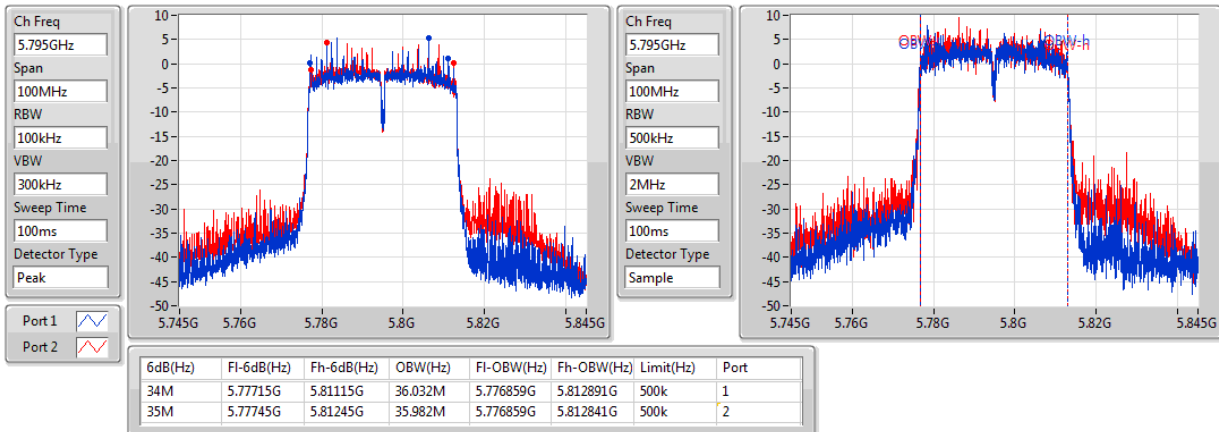 Ch Freq
5.795GHz
Span
100MHz
RBW
100kHz
VBW
300kHz
Sweep Time
100ms
Detector Type
Peak
Port 1
Port 2
10
5
0
-5
-10
-15
-20
-25
-30
-35
-40
-45
-50
5.745G 5.76G 5.78G 5.8G 5.82G 5.845G
Ch Freq
5.795GHz
Span
100MHz
RBW
500kHz
VBW
2MHz
Sweep Time
100ms
Detector Type
Sample
10
5
0
-5
-10
-15
-20
-25
-30
-35
-40
-45
-50
OBW-h
5.745G 5.76G 5.78G 5.8G 5.82G 5.845G
6dB(Hz) Fl-6dB(Hz) Fh-6dB(Hz) OBW(Hz) Fl-OBW(Hz) Fh-OBW(Hz) Limit(Hz) Port
34M 5.77715G 5.81115G 36.032M 5.776859G 5.812891G 500k 1
35M 5.77745G 5.81245G 35.982M 5.776859G 5.812841G 500k 2